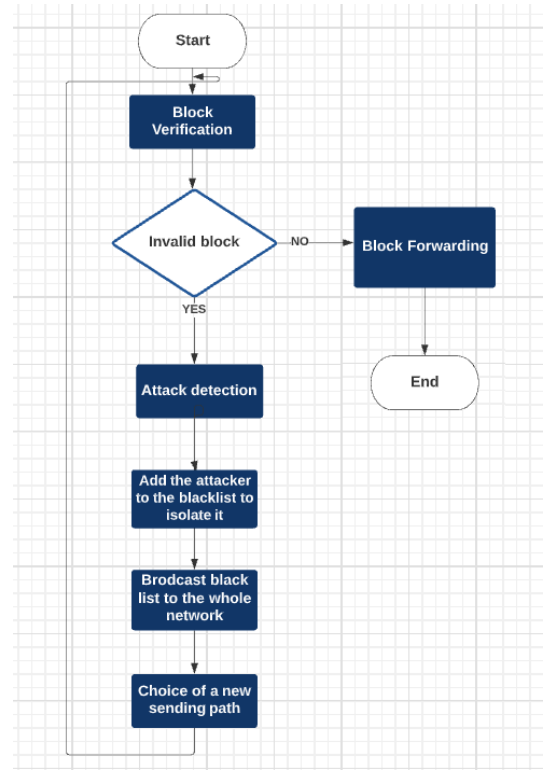 Start
Block
Verification
Invalid block
NO
Block Forwarding
YES
End
Attack detection
Add the attacker
to the blacklist to
isolate it
Brodcast black
list to the whole
network
Choice of a new
sending path